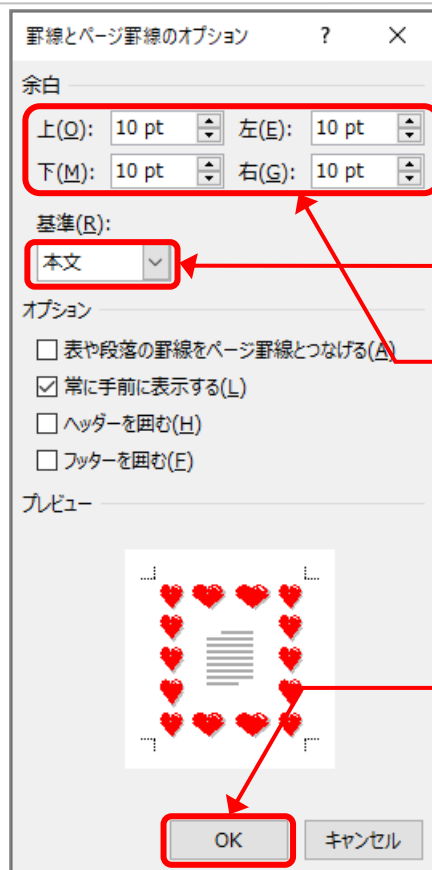 罫線とページ罫線のオプション ? ×
余白
上(O): 10 pt 左(E): 10 pt
下(M): 10 pt 右(G): 10 pt
基準(R):
本文
オプション
表や段落の罫線をページ罫線とつなげる(A)
常に手前に表示する(L)
ヘッダーを囲む(H)
フッターを囲む(F)
プレビュー
OK キャンセル